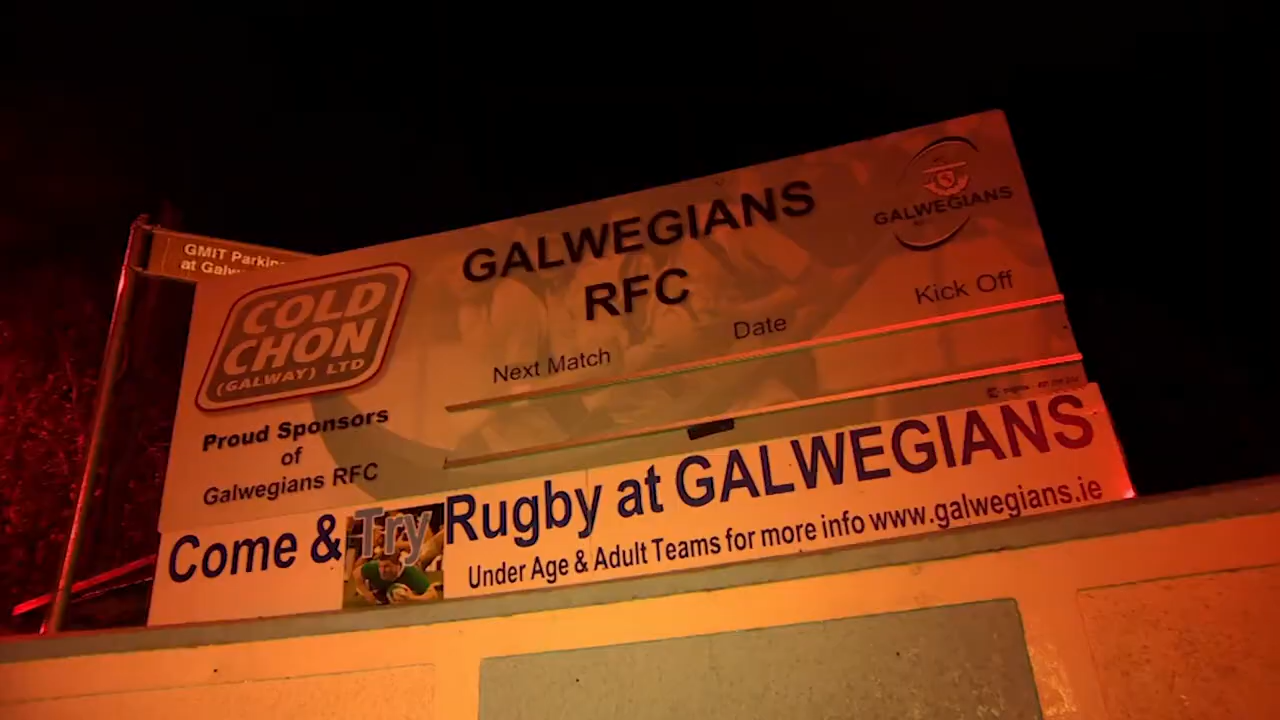 GMIT Parking
at Galw
COLD
CHON
(GALWAY) LTD
Proud Sponsors
of
Galwegians RFC
GALWEGIANS
RFC
GALWEGIANS
Next Match
Date
Kick Off
Come & Try Rugby at GALWEGIANS
Under Age & Adult Teams for more info www.galwegians.ie